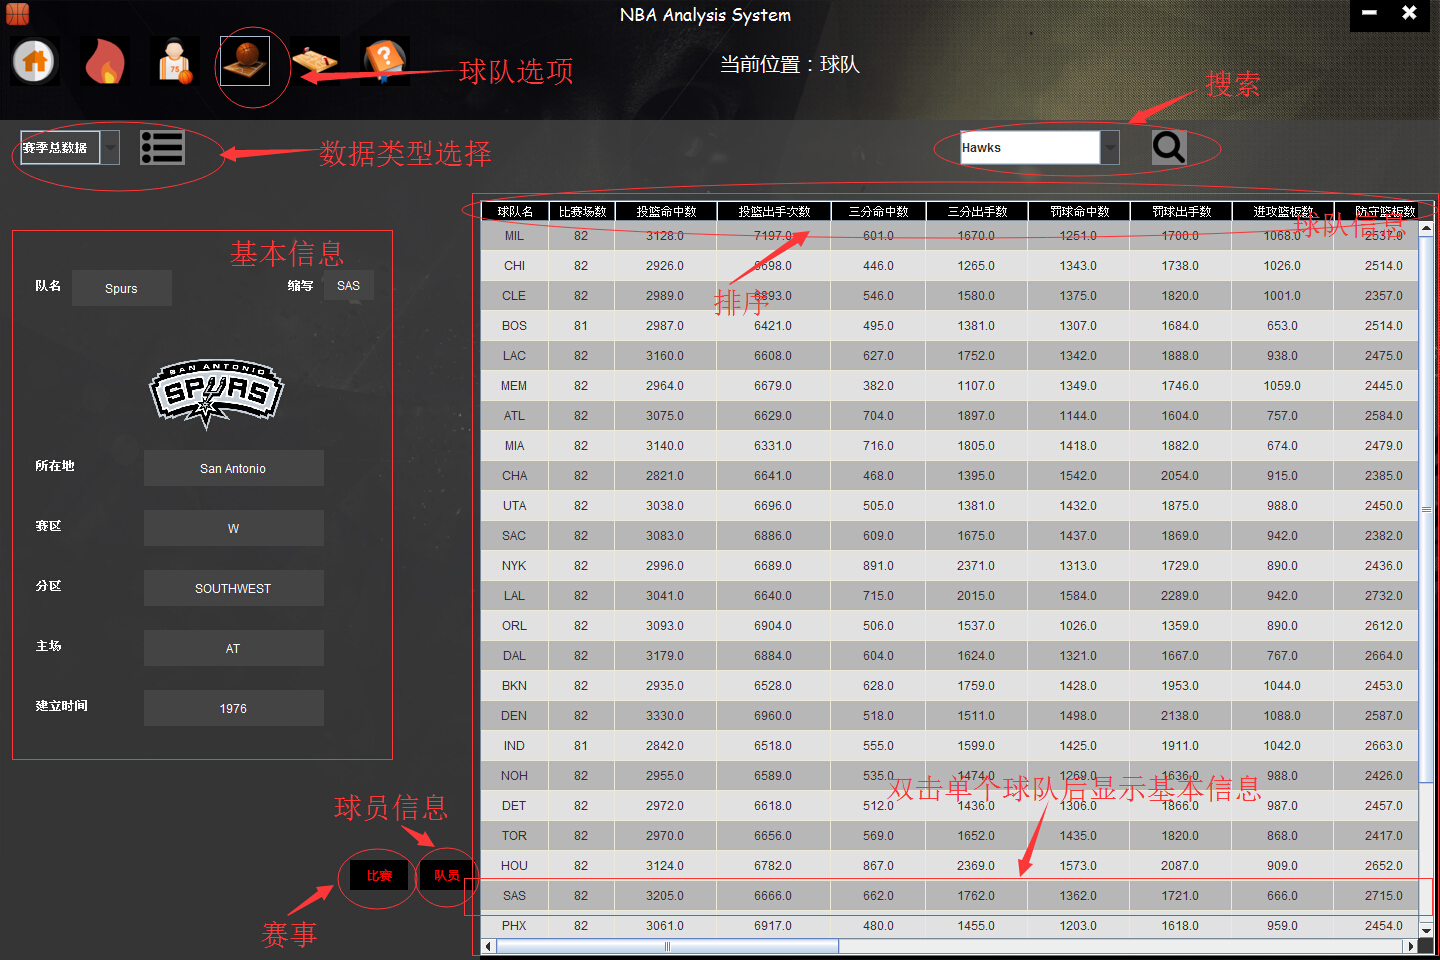 NBA Analysis System
当前位置：球队
球队选项
搜索
赛季总数据
数据类型选择
Hawks
球队名 比赛场数 投篮命中数 投篮出手次数 三分命中数 三分出手数 罚球命中数 罚球出手数 进攻篮板数 防守篮板数
球队信息
MIL 82 3128.0 7197.0 601.0 1670.0 1251.0 1700.0 1068.0 2537.0
CHI 82 2926.0 6698.0 446.0 1265.0 1343.0 1738.0 1026.0 2514.0
排序
CLE 82 2989.0 6893.0 546.0 1580.0 1375.0 1820.0 1001.0 2357.0
BOS 81 2987.0 6421.0 495.0 1381.0 1307.0 1684.0 653.0 2514.0
LAC 82 3160.0 6608.0 627.0 1752.0 1342.0 1888.0 938.0 2475.0
MEM 82 2964.0 6679.0 382.0 1107.0 1349.0 1746.0 1059.0 2445.0
ATL 82 3075.0 6629.0 704.0 1897.0 1144.0 1604.0 757.0 2584.0
MIA 82 3140.0 6331.0 716.0 1805.0 1418.0 1882.0 674.0 2479.0
CHA 82 2821.0 6641.0 468.0 1395.0 1542.0 2054.0 915.0 2385.0
UTA 82 3038.0 6696.0 505.0 1381.0 1432.0 1875.0 988.0 2450.0
SAC 82 3083.0 6886.0 609.0 1675.0 1437.0 1869.0 942.0 2382.0
NYK 82 2996.0 6689.0 891.0 2371.0 1313.0 1729.0 890.0 2436.0
LAL 82 3041.0 6640.0 715.0 2015.0 1584.0 2289.0 942.0 2732.0
ORL 82 3093.0 6904.0 506.0 1537.0 1026.0 1359.0 890.0 2612.0
DAL 82 3179.0 6884.0 604.0 1624.0 1321.0 1667.0 767.0 2664.0
BKN 82 2935.0 6528.0 628.0 1759.0 1428.0 1953.0 1044.0 2453.0
DEN 82 3330.0 6960.0 518.0 1511.0 1498.0 2138.0 1088.0 2587.0
IND 81 2842.0 6518.0 555.0 1599.0 1425.0 1911.0 1042.0 2663.0
NOH 82 2955.0 6589.0 535.0 1474.0 1269.0 1636.0 988.0 2426.0
双击单个球队后显示基本信息
DET 82 2972.0 6618.0 512.0 1436.0 1306.0 1866.0 987.0 2457.0
TOR 82 2970.0 6656.0 569.0 1652.0 1435.0 1820.0 868.0 2417.0
HOU 82 3124.0 6782.0 867.0 2369.0 1573.0 2087.0 909.0 2652.0
SAS 82 3205.0 6666.0 662.0 1762.0 1362.0 1721.0 666.0 2715.0
PHX 82 3061.0 6917.0 480.0 1455.0 1203.0 1618.0 959.0 2454.0
基本信息
队名 Spurs 缩写 SAS
SAN ANTONIO
SPURS
所在地 San Antonio
赛区 W
分区 SOUTHWEST
主场 AT
建立时间 1976
球员信息
比赛 队员
赛事
75